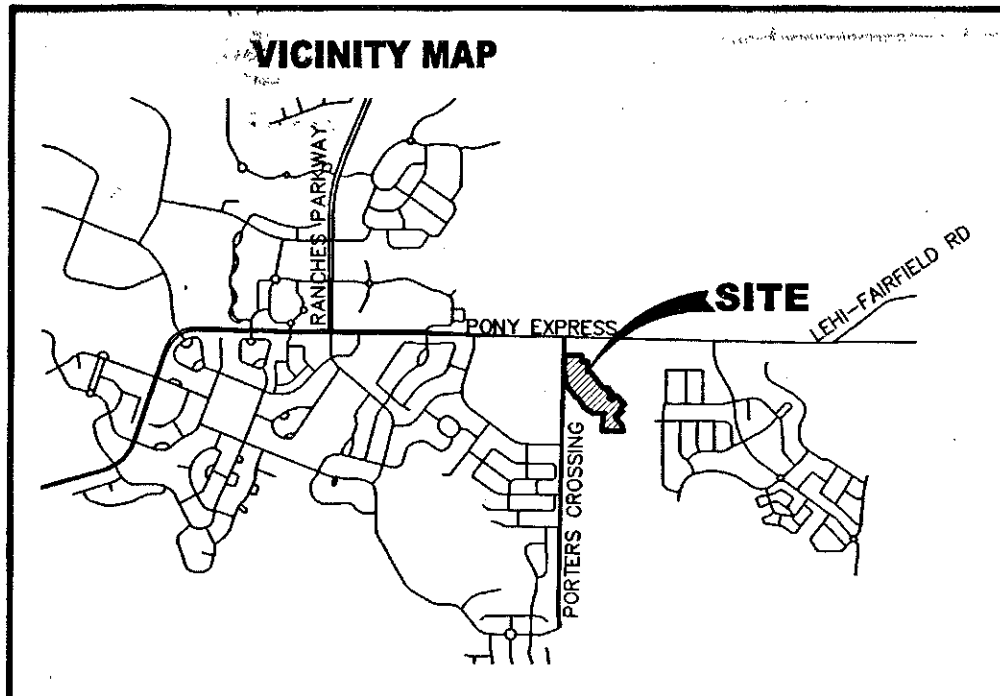 VICINITY MAP
RANCHES PARKWAY
SITE
LEHI-FAIRFIELD RD
PONY EXPRESS
PORTERS CROSSING